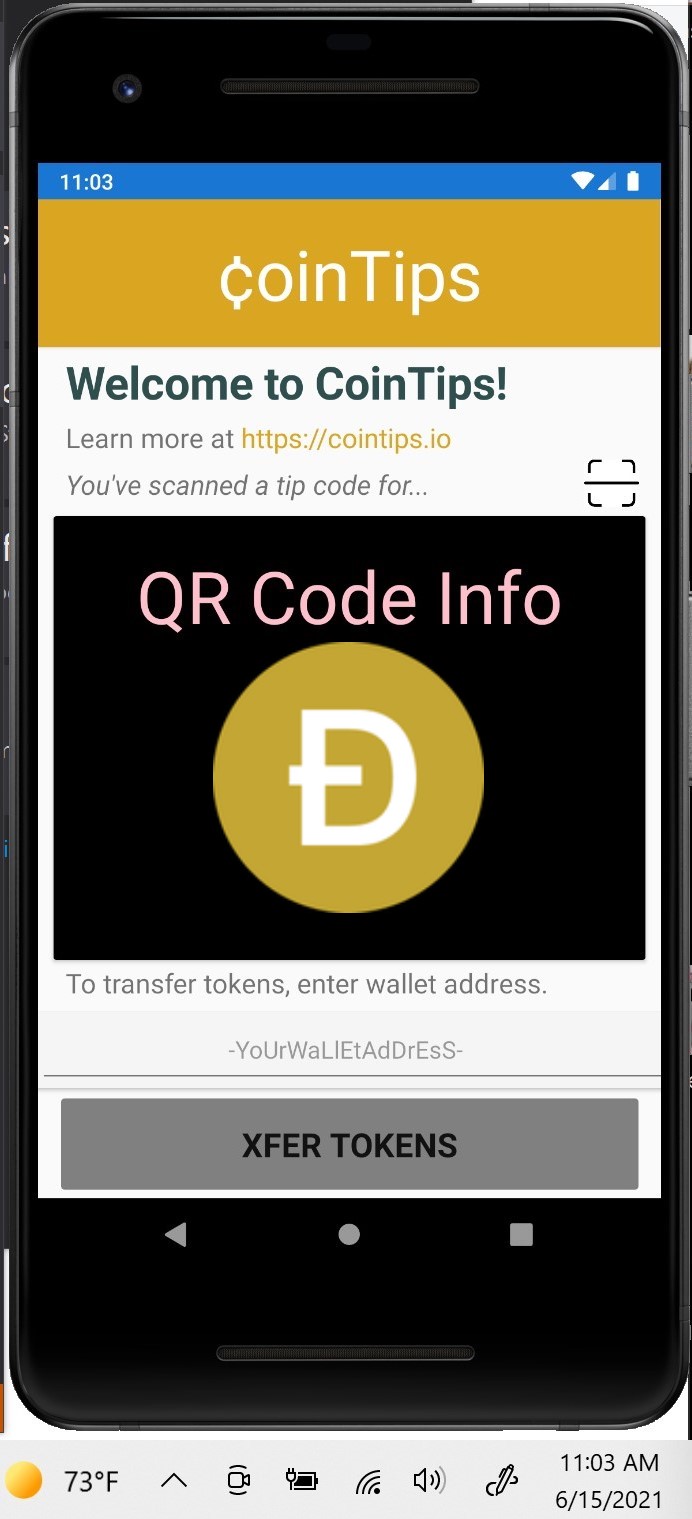 11:03
¢oinTips
Welcome to CoinTips!
Learn more at https://cointips.io
You've scanned a tip code for...
QR Code Info
Ð
To transfer tokens, enter wallet address.
-YoUrWaLlEtAdDrEsS-
XFER TOKENS
73°F
11:03 AM
6/15/2021